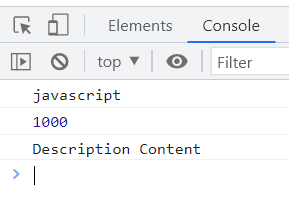 Elements Console
top Filter
javascript
1000
Description Content